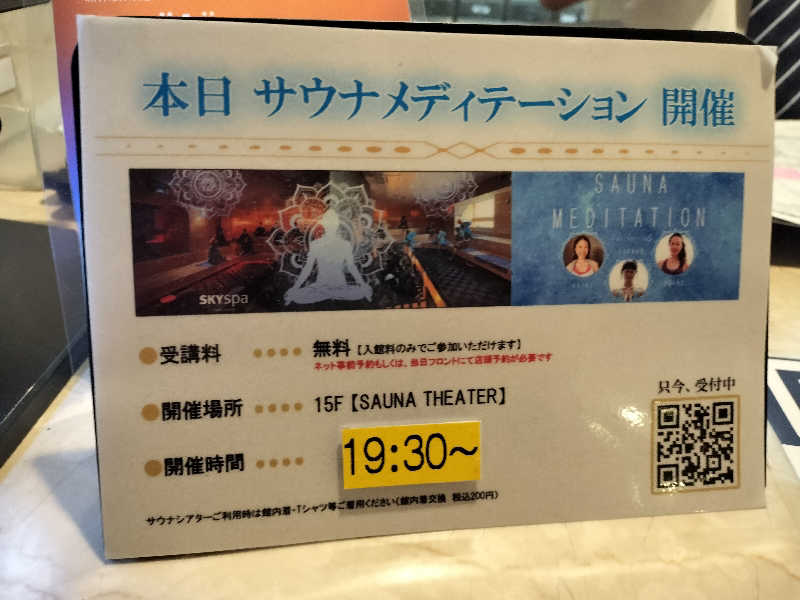 本日 サウナメディテーション 開催
SKYspa
SAUNA
MEDITATION
●受講料 ●●●● 無料【入館料のみでご参加いただけます】
ネット事前予約もしくは、当日フロントにて店頭予約が必要です
●開催場所 ●●●● 15F【SAUNA THEATER】
●開催時間 ●●●● 19:30～
只今、受付中
サウナシアターご利用時は館内着・Tシャツ等ご着用ください(館内着交換 税込200円)